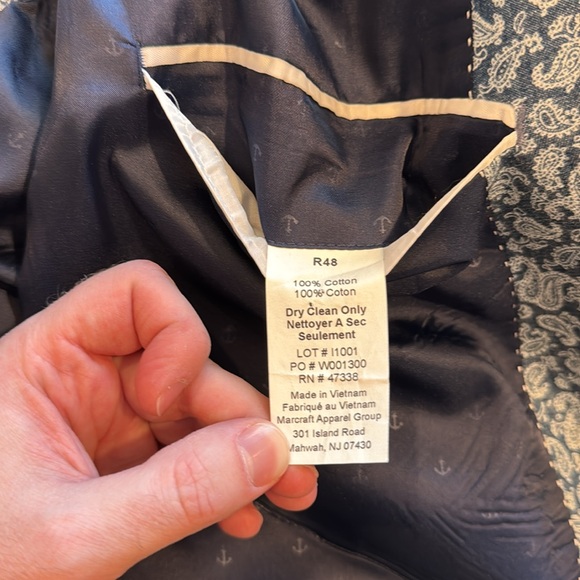 R48
100% Cotton
100% Coton
Dry Clean Only
Nettoyer A Sec
Seulement
LOT # I1001
PO # W001300
RN # 47338
Made in Vietnam
Fabriqué au Vietnam
Marcraft Apparel Group
301 Island Road
Mahwah, NJ 07430